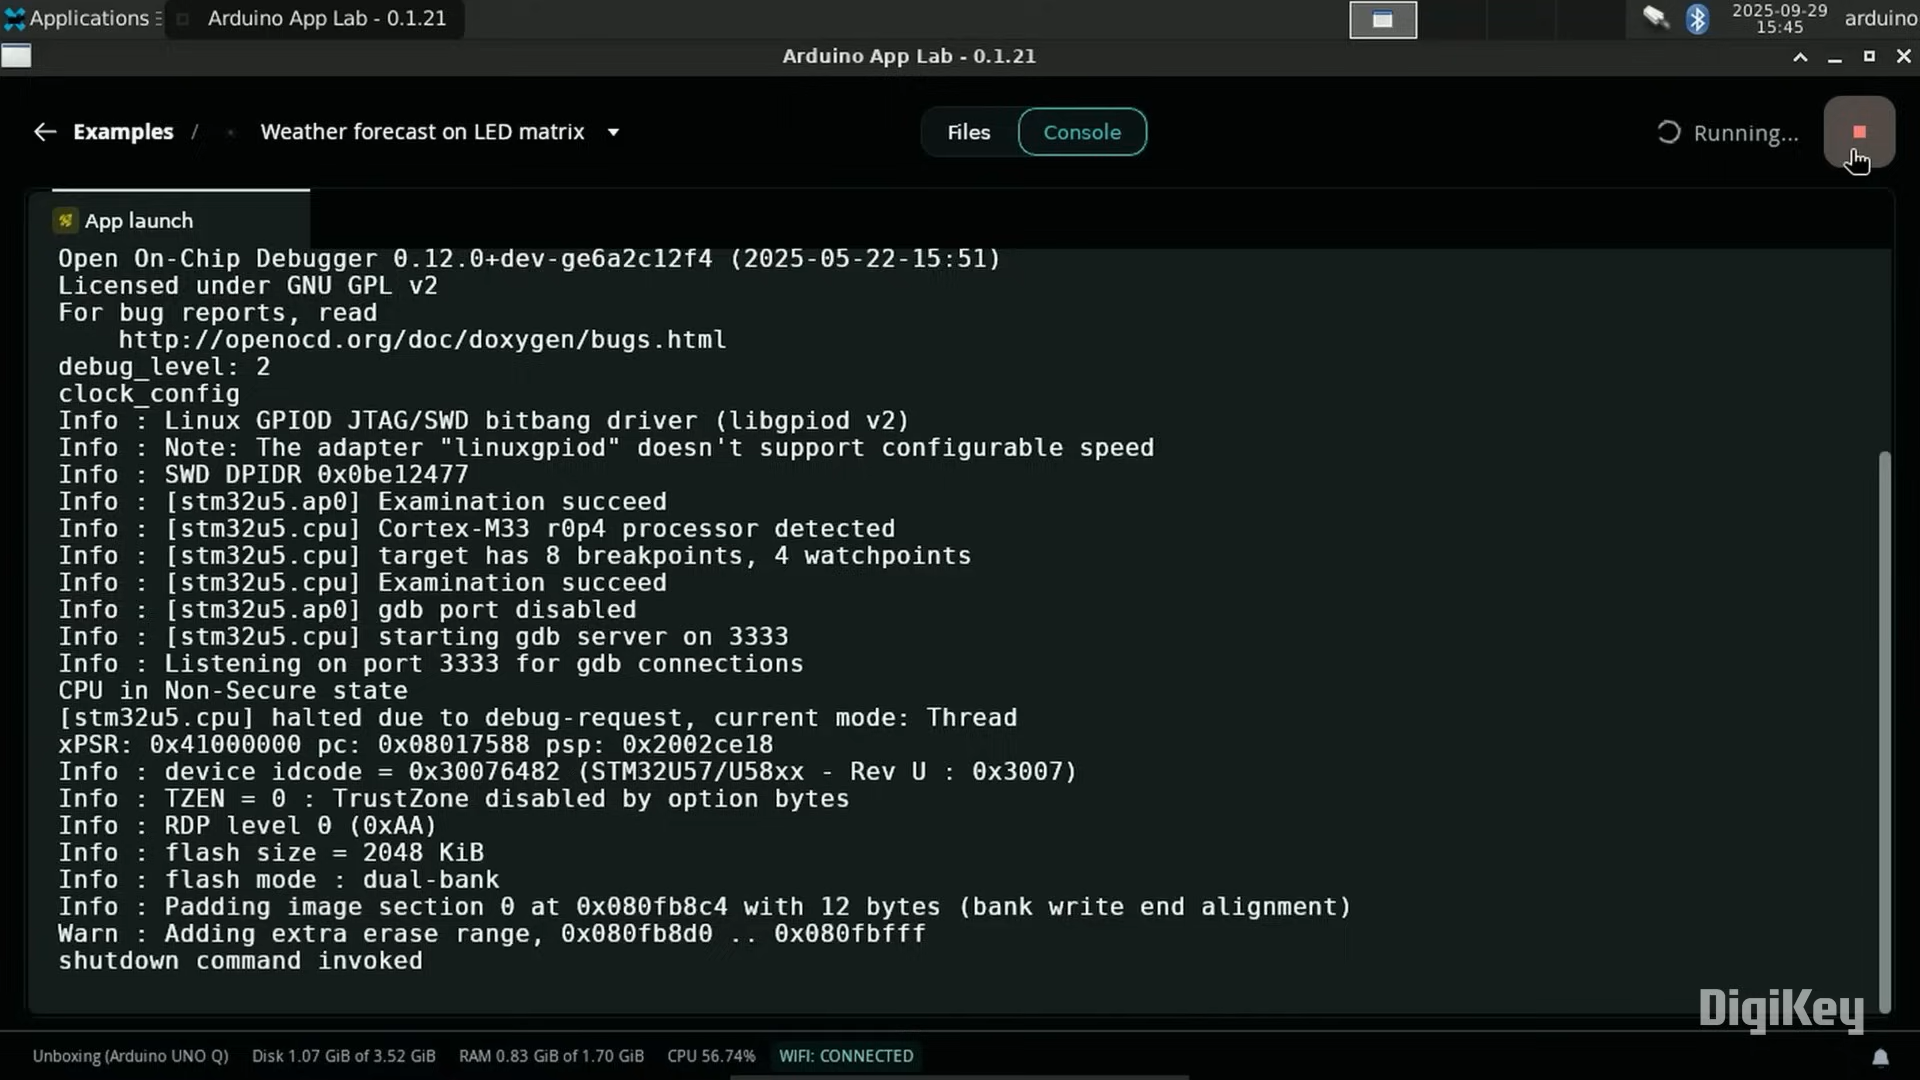 Applications
Arduino App Lab - 0.1.21
2025-09-29
15:45
arduino
Arduino App Lab - 0.1.21
Examples / Weather forecast on LED matrix
Files
Console
Running...
App launch
Open On-Chip Debugger 0.12.0+dev-ge6a2c12f4 (2025-05-22-15:51)
Licensed under GNU GPL v2
For bug reports, read
http://openocd.org/doc/doxygen/bugs.html
debug_level: 2
clock_config
Info : Linux GPIOD JTAG/SWD bitbang driver (libgpiod v2)
Info : Note: The adapter "linuxgpiod" doesn't support configurable speed
Info : SWD DPIDR 0x0be12477
Info : [stm32u5.ap0] Examination succeed
Info : [stm32u5.cpu] Cortex-M33 r0p4 processor detected
Info : [stm32u5.cpu] target has 8 breakpoints, 4 watchpoints
Info : [stm32u5.cpu] Examination succeed
Info : [stm32u5.ap0] gdb port disabled
Info : [stm32u5.cpu] starting gdb server on 3333
Info : Listening on port 3333 for gdb connections
CPU in Non-Secure state
[stm32u5.cpu] halted due to debug-request, current mode: Thread
xPSR: 0x41000000 pc: 0x08017588 psp: 0x2002ce18
Info : device idcode = 0x30076482 (STM32U57/U58xx - Rev U : 0x3007)
Info : TZEN = 0 : TrustZone disabled by option bytes
Info : RDP level 0 (0xAA)
Info : flash size = 2048 KiB
Info : flash mode : dual-bank
Info : Padding image section 0 at 0x080fb8c4 with 12 bytes (bank write end alignment)
Warn : Adding extra erase range, 0x080fb8d0 .. 0x080fbfff
shutdown command invoked
DigiKey
Unboxing (Arduino UNO Q) Disk 1.07 GiB of 3.52 GiB RAM 0.83 GiB of 1.70 GiB CPU 56.74% WIFI: CONNECTED